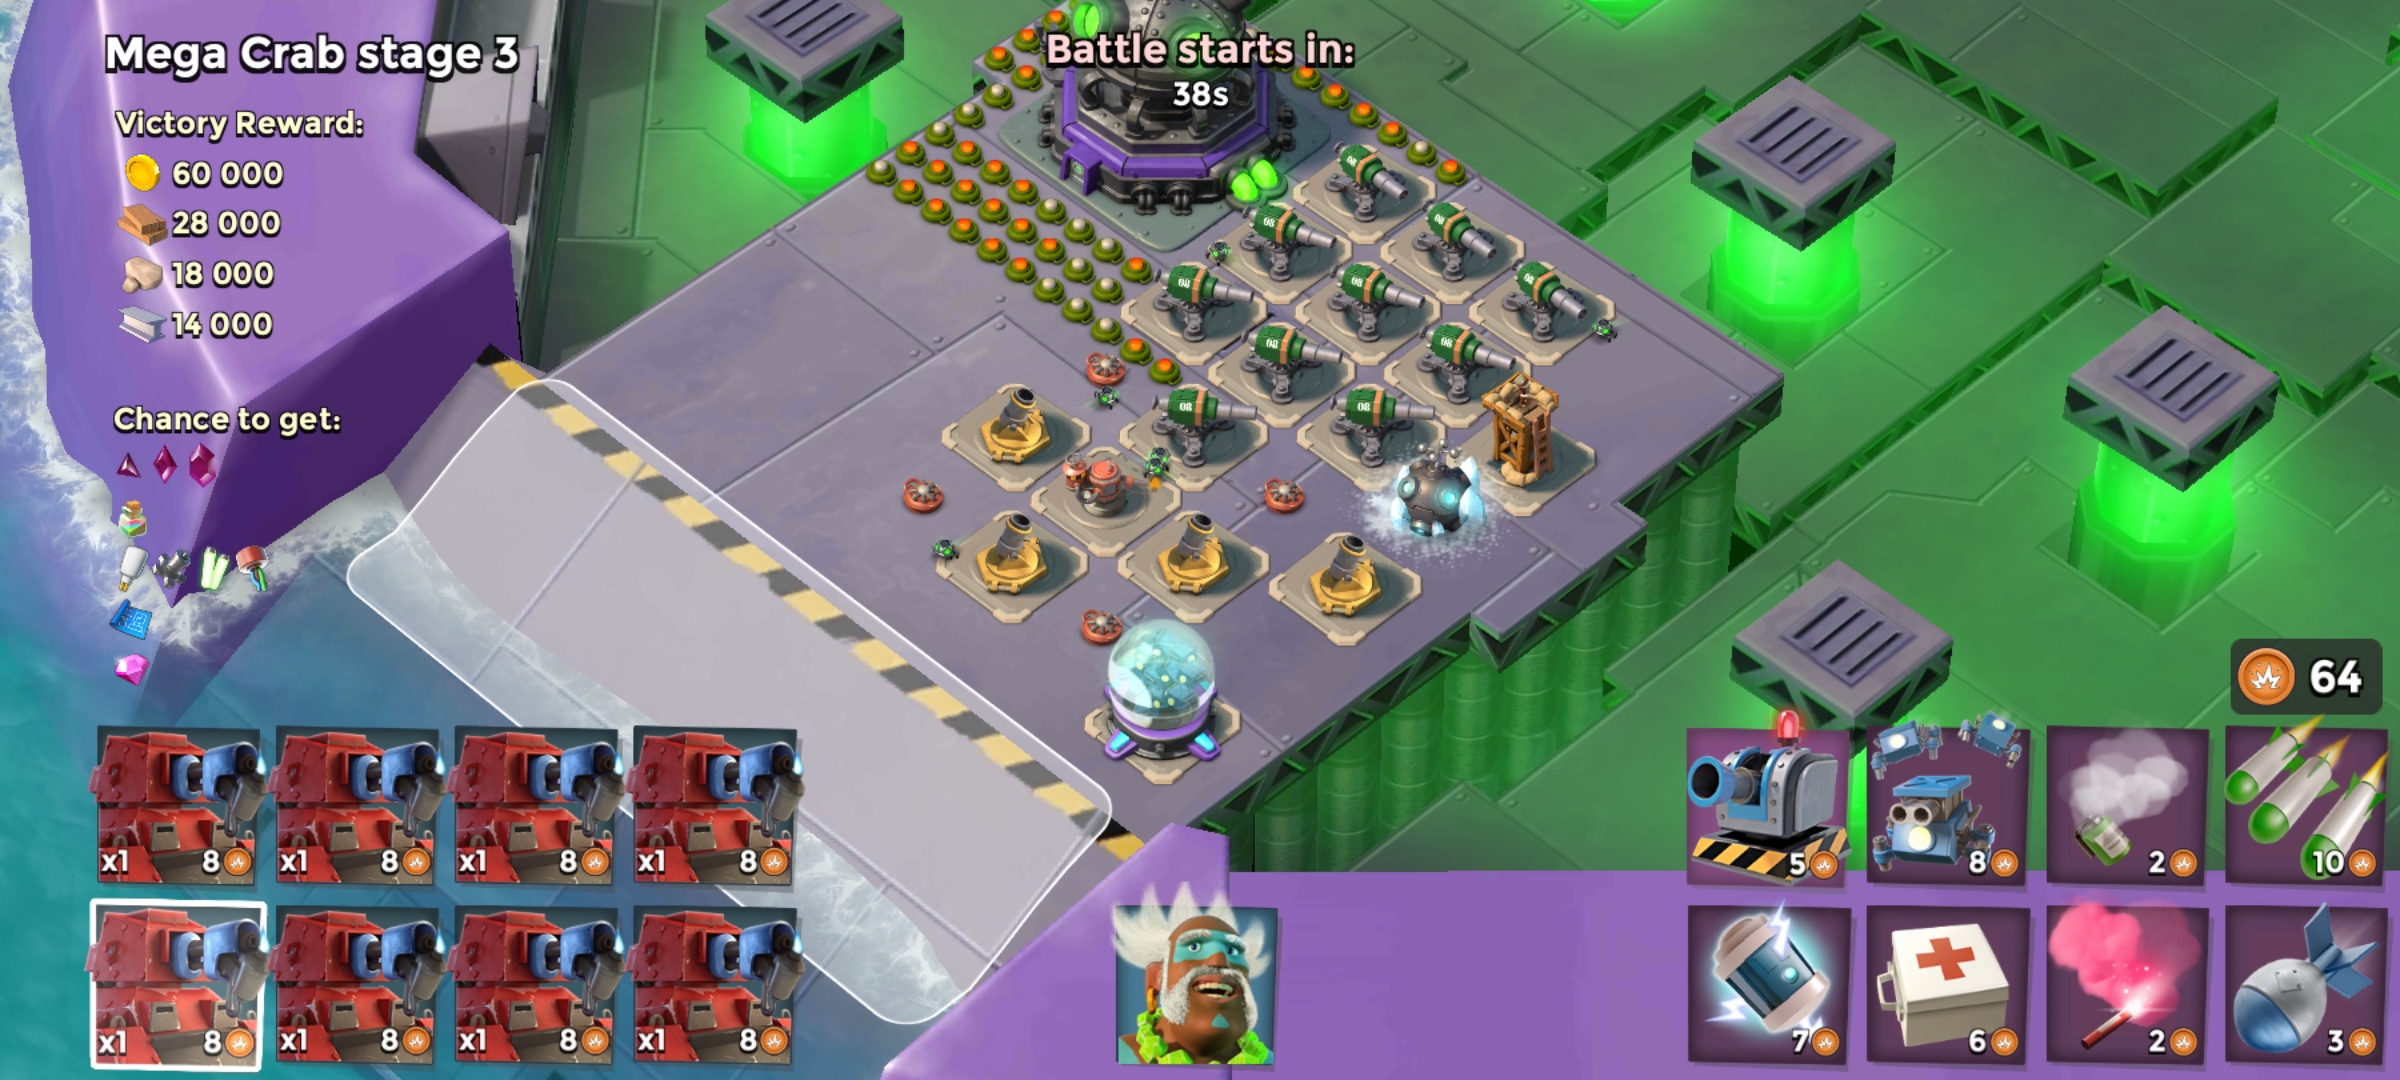 Mega Crab stage 3
Battle starts in:
38s
Victory Reward:
60 000
28 000
18 000
14 000
Chance to get:
64
x1 8
x1 8
x1 8
x1 8
5
8
2
10
x1 8
x1 8
x1 8
x1 8
7
6
2
3